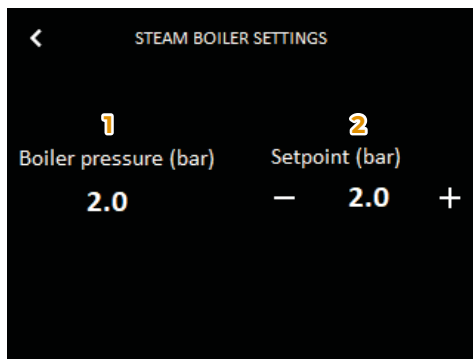 STEAM BOILER SETTINGS
1
2
Boiler pressure (bar)
Setpoint (bar)
2.0
− 2.0 +